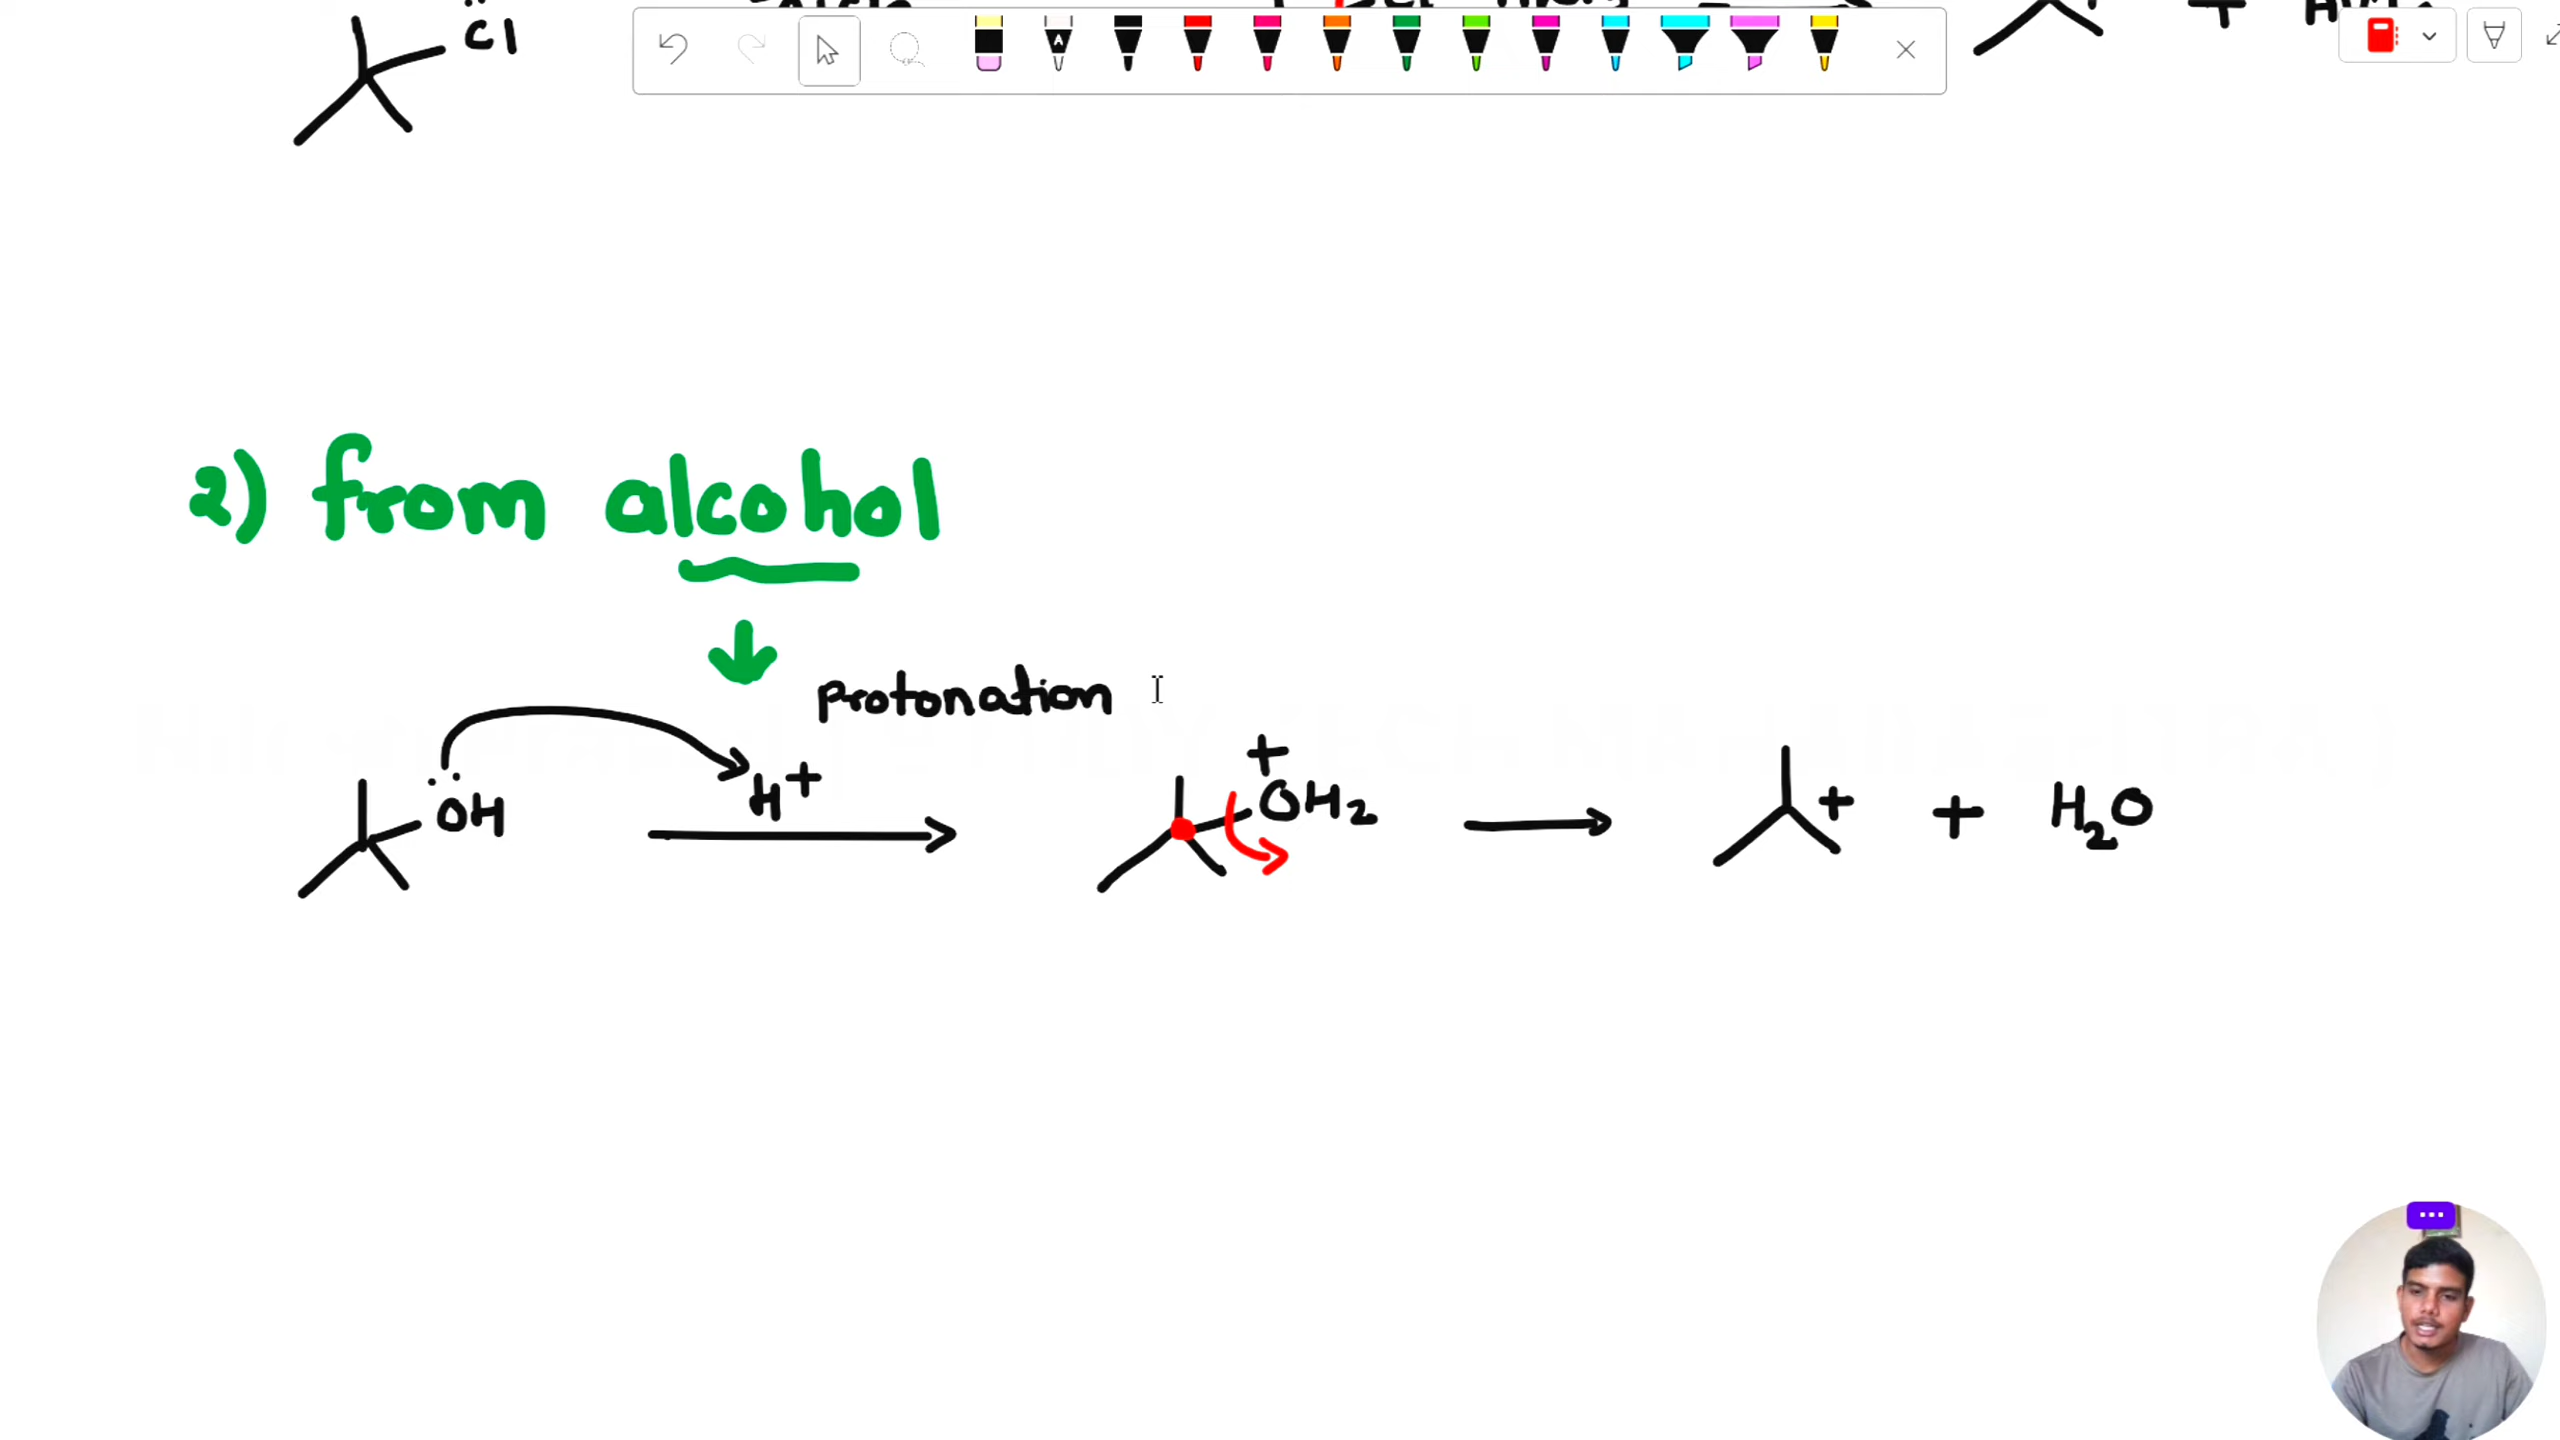 Cl
+
2) from alcohol
protonation
OH H+ +OH2 + + H2O